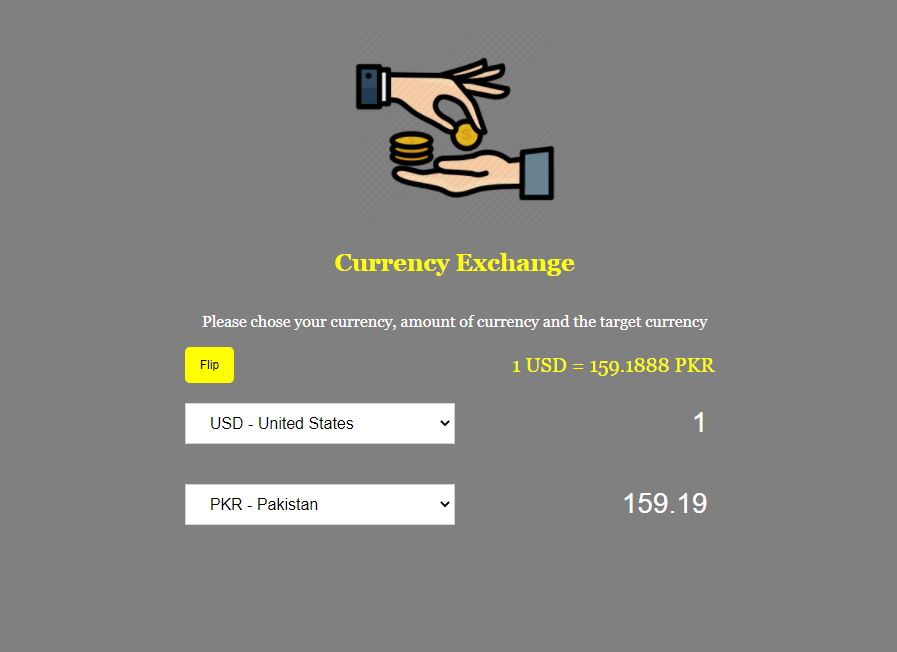 Currency Exchange
Please chose your currency, amount of currency and the target currency
Flip
1 USD = 159.1888 PKR
USD - United States
1
PKR - Pakistan
159.19